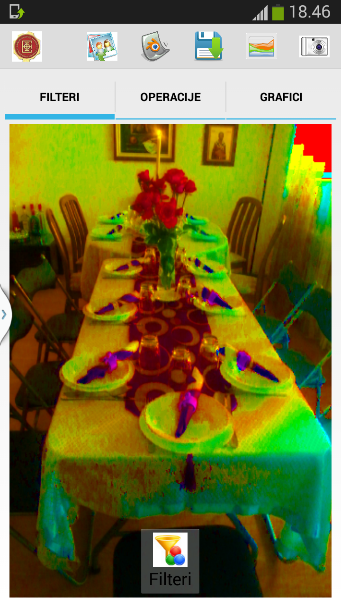 18.46
FILTERI
OPERACIJE
GRAFICI
Filteri